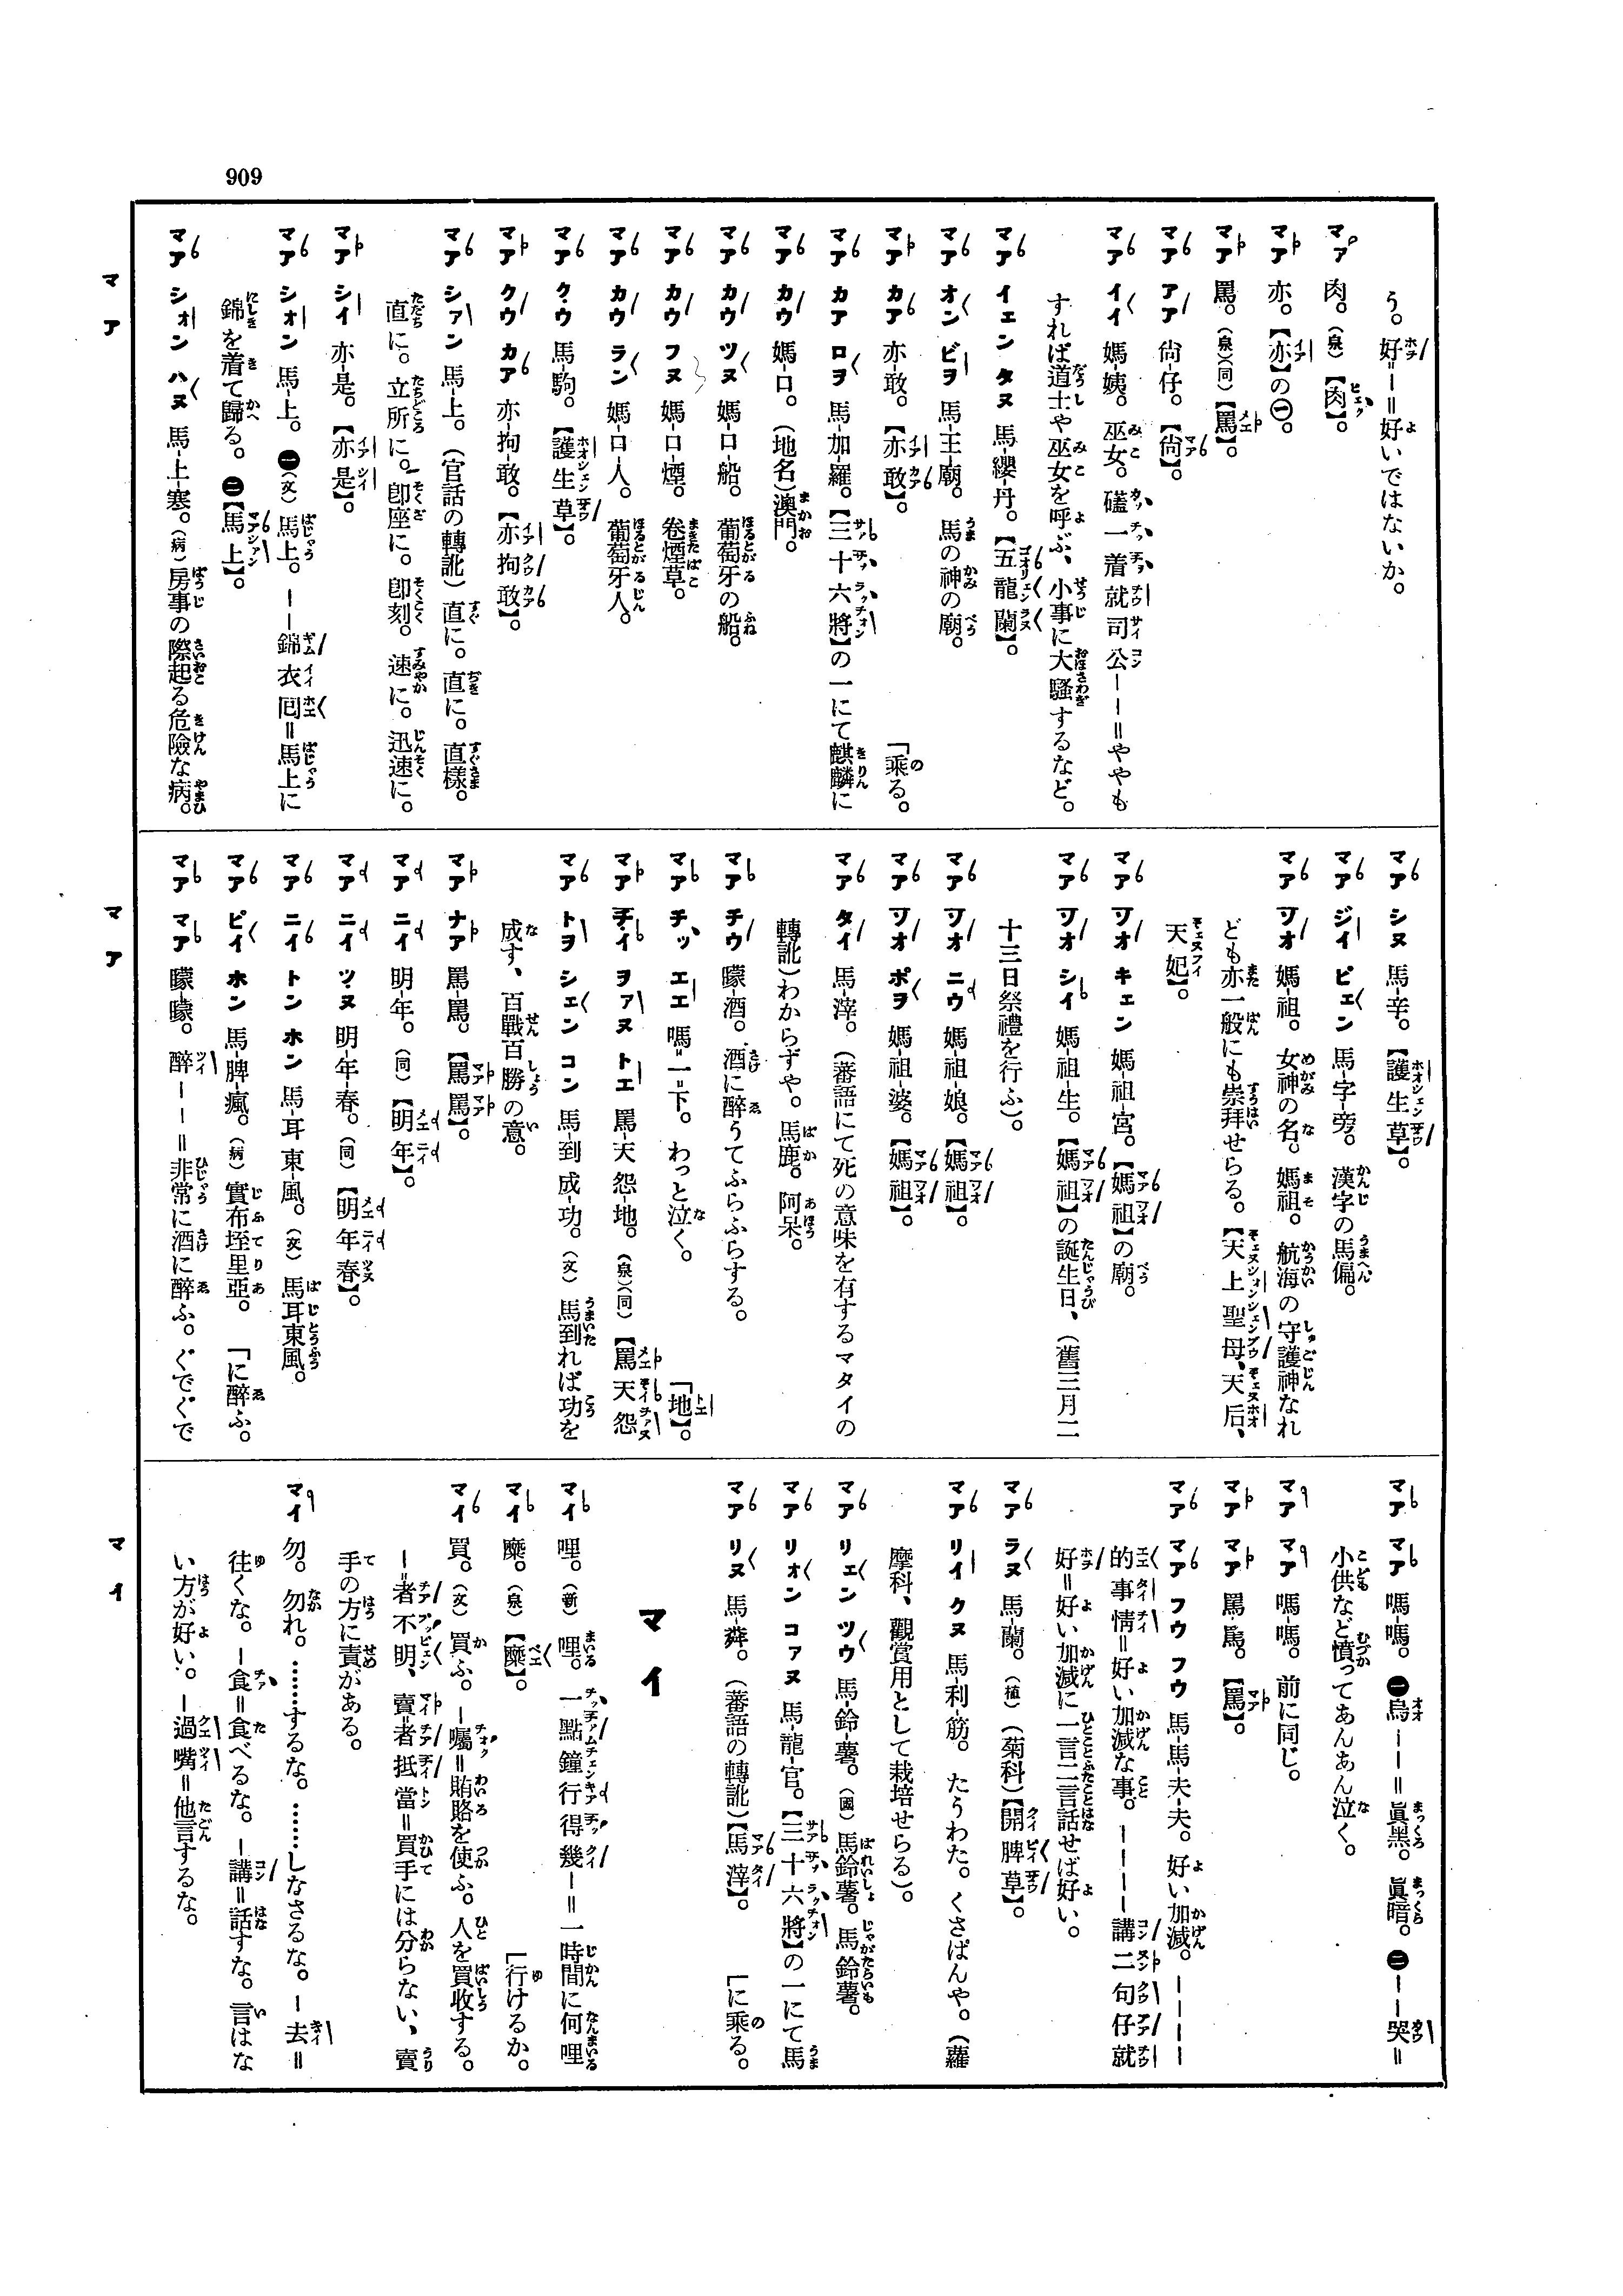 909
う。好=＝好いではないか。
マァ 肉。（泉）【肉】。
マア 亦。【亦】の㊀。
マア 罵。（泉）（同）【罵】。
マア アア 尙-仔。【尙】。
マア イイ 媽-姨。巫女。磕一着就司公－－＝ややも
すれば道士や巫女を呼ぶ、小事に大騷するなど。
マア イェン タヌ 馬-纓-丹。【五龍蘭】。
マア オン ビヲ 馬-王-廟。馬の神の廟。
マア カア 亦-敢。【亦敢】。
「乘る。
マア カア ロヲ 馬-加-羅。【三十六將】の一にて麒麟に
マア カウ 媽-口。（地名）澳門。
マア カウ ツヌ 媽-口-船。葡萄牙の船。
マア カウ フヌ 媽-口-煙。卷煙草。
マア カウ ラン 媽-口-人。葡萄牙人。
マア ク・ウ 馬-駒。【護生草】。
マア クウ カア 亦-拘-敢。【亦拘敢】。
マア シァン 馬-上。（官話の轉訛）直に。直に。直樣。
直に。立所に。卽座に。卽刻。速に。迅速に。
マア シイ 亦-是。【亦是】。
マア シォン 馬-上。㊀（文）馬上。－－錦衣囘＝馬上に
錦を着て歸る。㊁【馬上】。
マア シォン ハヌ 馬-上-寒。（病）房事の際起る危險な病。
マ ア
マア シヌ 馬-辛。【護生草】。
マア ジイ ピェン 馬-字-旁。漢字の馬偏。
マア ツオ 媽-祖。女神の名。媽祖。航海の守護神なれ
ども亦一般にも崇拜せらる。【天上聖母、天后、
天妃】。
マア ツオ キェン 媽-祖-宮。【媽祖】の廟。
マア ツオ シイ 媽-祖-生。【媽祖】の誕生日、（舊三月二
十三日祭禮を行ふ）。
マア ツオ ニウ 媽-祖-娘。【媽祖】。
マア ツオ ポヲ 媽-祖-婆。【媽祖】。
マア タイ 馬-滓。（蕃語にて死の意味を有するマタイの
轉訛）わからずや。馬鹿。阿呆。
マア チウ 矇-酒。酒に醉うてふらふらする。
マア チッ エエ 嗎=一=下。わっと泣く。
「地】。
マア チイ ヲァヌ トエ 罵-天 怨-地。（泉）（同）【罵天怨
マア トヲ シェン コン 馬-到 成-功。（文）馬到れば功を
成す、百戰百勝の意。
マア ナア 罵-罵。【罵罵】。
マア ニイ 明-年。（同）【明年】。
マア ニイ ツ・ヌ 明-年-春。（同）【明年春】。
マア ニイ トン ホン 馬-耳 東-風。（文）馬耳東風。
マア ピイ ホン 馬-脾-瘋。（病）實布垤里亞。
「に醉ふ。
マア マア 矇-矇。醉－－＝非常に酒に醉ふ。ぐでぐで
マ ア
マア マア 嗎-嗎。㊀烏－－＝眞黑。眞暗。㊁－－哭＝
小供など憤ってあんあん泣く。
マア マア 嗎-嗎。前に同じ。
マア マア 罵-罵。【罵】。
マア マア フウ フウ 馬-馬-夫-夫。好い加減。－－－－
的事情＝好い加減な事。－－－－講二句仔就
好＝好い加減に一言二言話せば好い。
マア ラヌ 馬-蘭。（植）（菊科）【開脾草】。
マア リイ クヌ 馬-利-筋。たうわた。くさぱんや。（蘿
摩科、觀賞用として栽培せらる）。
マア リェン ツウ 馬-鈴-薯。（國）馬鈴薯。馬鈴薯。
マア リォン コァヌ 馬-龍-官。【三十六將】の一にて馬
「に乘る。
マア リヌ 馬-粦。（蕃語の轉訛）【馬滓】。
マイ
マイ 哩。（新）哩。一點鐘行得幾－＝一時間に何哩
「行けるか。
マイ 糜。（泉）【糜】。
マイ 買。（文）買ふ。－囑＝賄賂を使ふ。人を買收する。
－=者不明、賣=者抵當＝買手には分らない、賣
手の方に責がある。
マイ 勿。勿れ。……するな。……しなさるな。－去＝
往くな。－食＝食べるな。－講＝話すな。言はな
い方が好い。－過嘴＝他言するな。
マ イ